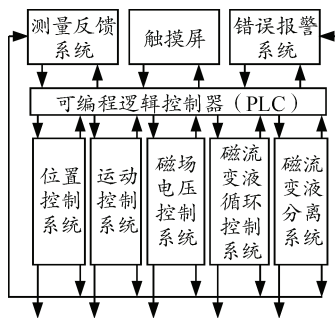 测量反馈
系统
触摸屏
错误报警
系统
可编程逻辑控制器(PLC)
位置
控制
系统
运动
控制
系统
磁场
电压
控制
系统
磁流
变液
循环
控制
系统
磁流
变液
分离
系统